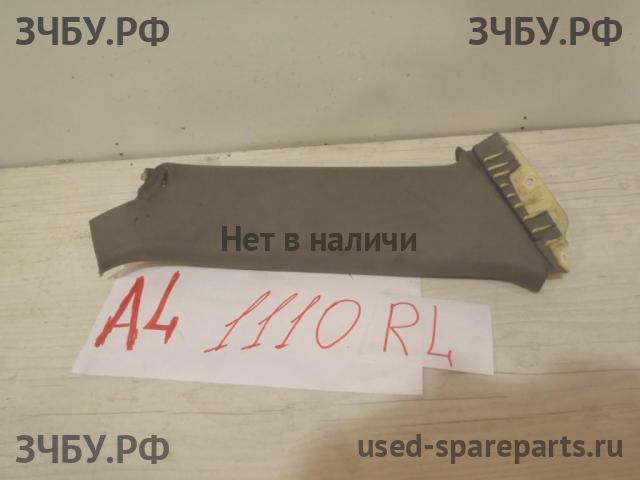 ЗЧБУ.РФ
ЗЧБУ.РФ
Нет в наличи
A4 1110 RL
ЗЧБУ.РФ
used-spareparts.ru